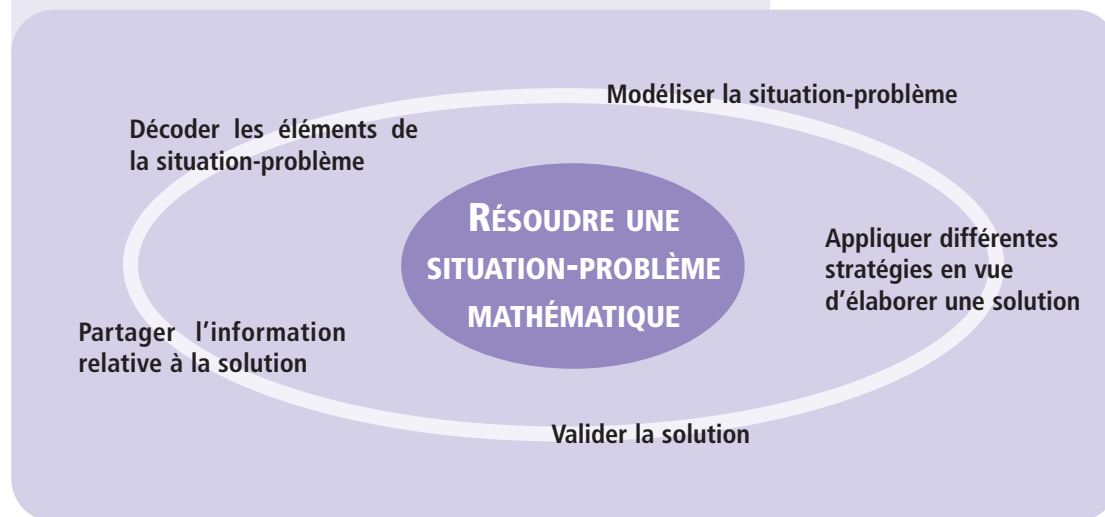 Modéliser la situation-problème
Décoder les éléments de
la situation-problème
RÉSOUDRE UNE
SITUATION-PROBLÈME
MATHÉMATIQUE
Appliquer différentes
stratégies en vue
d’élaborer une solution
Partager l’information
relative à la solution
Valider la solution